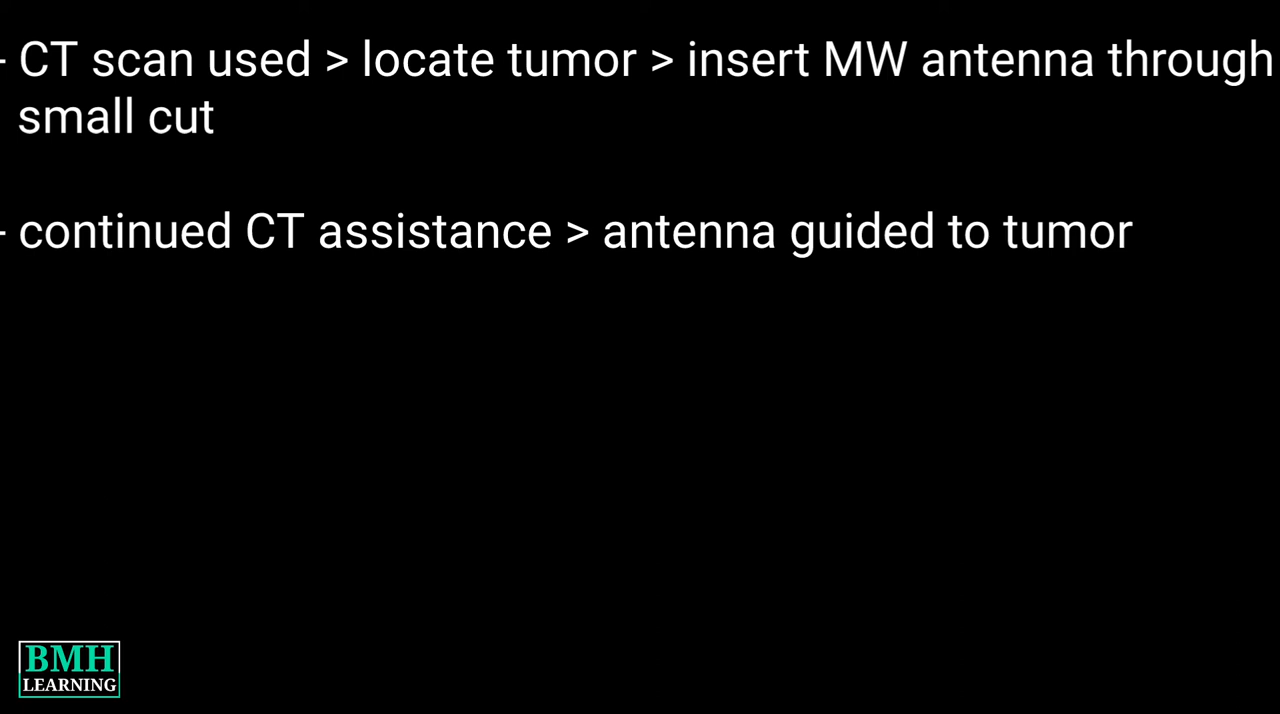 - CT scan used > locate tumor > insert MW antenna through
small cut
- continued CT assistance > antenna guided to tumor
BMH
LEARNING